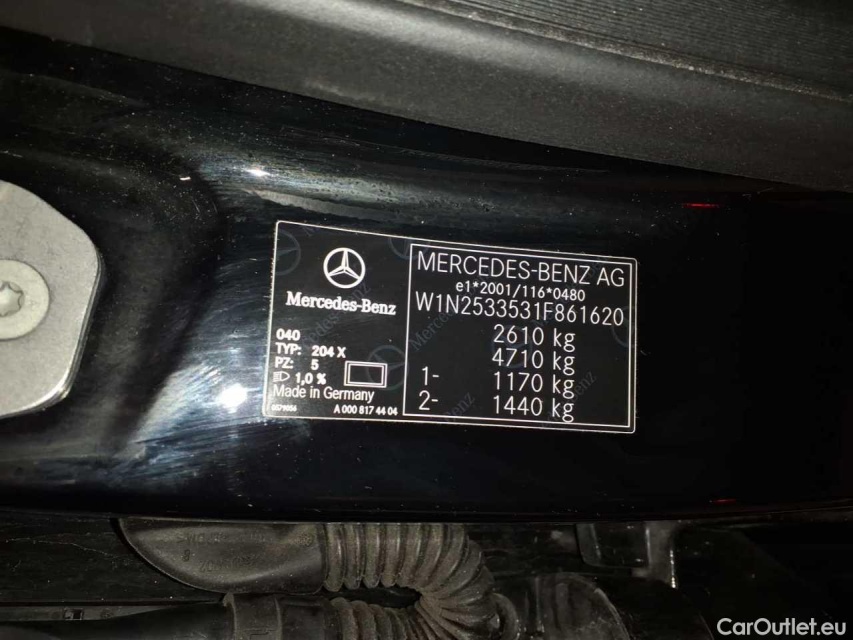 Mercedes-Benz
040
TYP: 204 X
PZ: 5
1,0 %
Made in Germany
0579056
A 000 817 44 04
MERCEDES-BENZ AG
e1*2001/116*0480
W1N2533531F861620
2610 kg
4710 kg
1- 1170 kg
2- 1440 kg
CarOutlet.eu